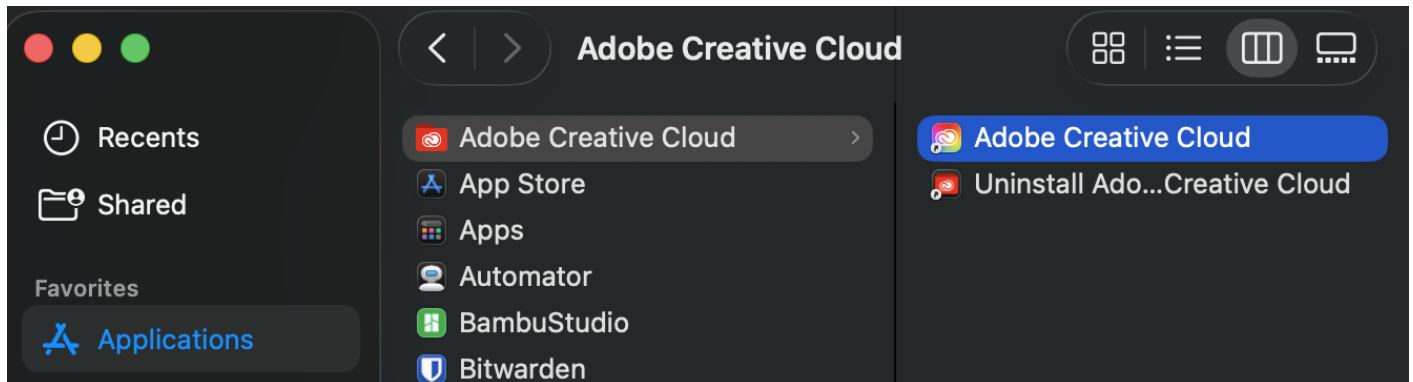 Adobe Creative Cloud
Recents
Shared
Favorites
Applications
Adobe Creative Cloud
App Store
Apps
Automator
BambuStudio
Bitwarden
Adobe Creative Cloud
Uninstall Ado...Creative Cloud